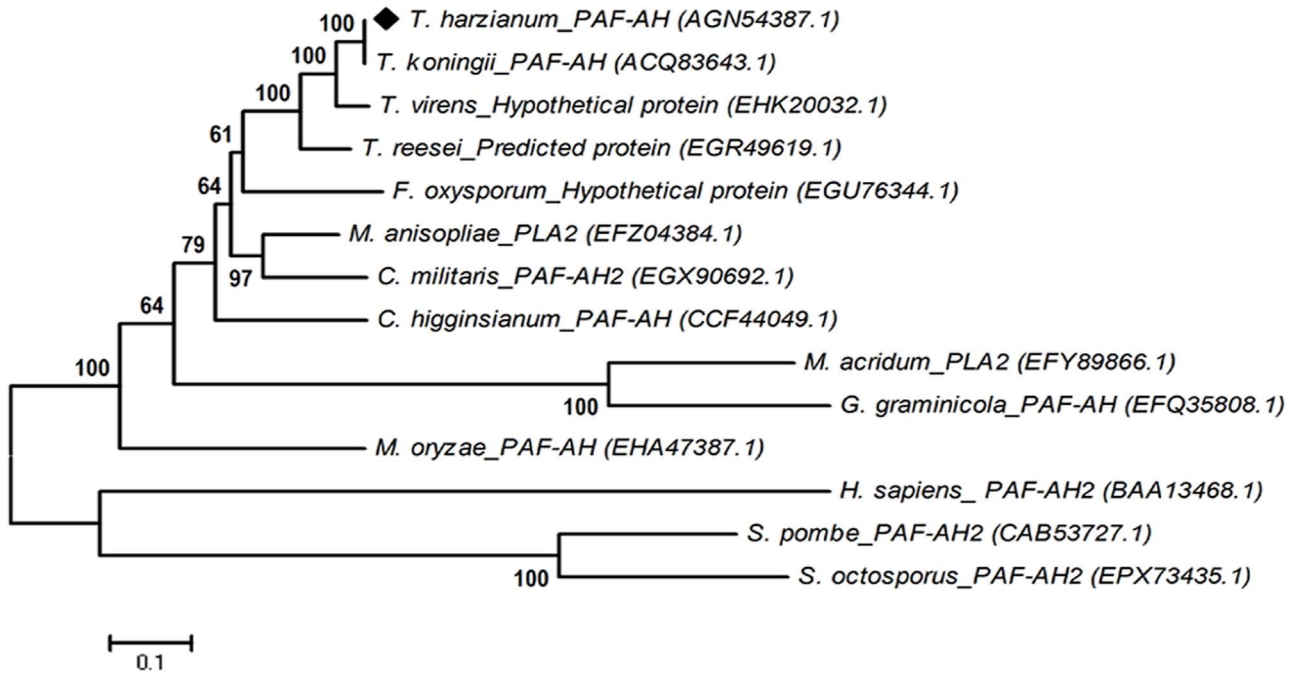 100 T. harzianum_PAF-AH (AGN54387.1)
100 T. koningii_PAF-AH (ACQ83643.1)
100 T. virens_Hypothetical protein (EHK20032.1)
61 T. reesei_Predicted protein (EGR49619.1)
64 F. oxysporum_Hypothetical protein (EGU76344.1)
79 M. anisopliae_PLA2 (EFZ04384.1)
97 C. militaris_PAF-AH2 (EGX90692.1)
64 C. higginsianum_PAF-AH (CCF44049.1)
100 M. acridum_PLA2 (EFY89866.1)
100 G. graminicola_PAF-AH (EFQ35808.1)
M. oryzae_PAF-AH (EHA47387.1)
H. sapiens_ PAF-AH2 (BAA13468.1)
S. pombe_PAF-AH2 (CAB53727.1)
100 S. octosporus_PAF-AH2 (EPX73435.1)
0.1